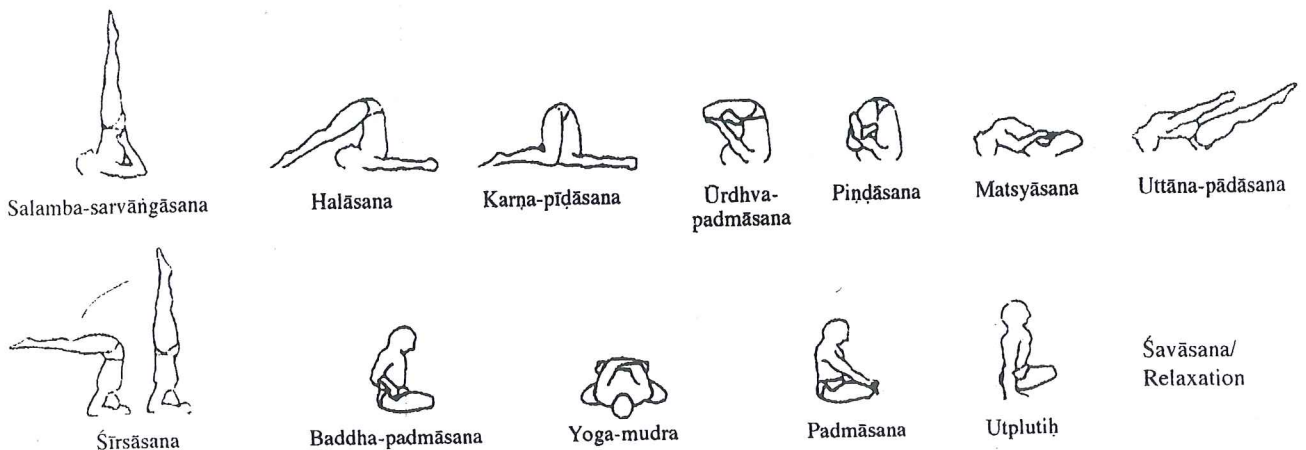 Salamba-sarvāṅgāsana
Halāsana
Karṇa-pīḍāsana
Ūrdhva-
padmāsana
Piṇḍāsana
Matsyāsana
Uttāna-pādāsana
Śīrsāsana
Baddha-padmāsana
Yoga-mudra
Padmāsana
Utplutiḥ
Śavāsana/
Relaxation